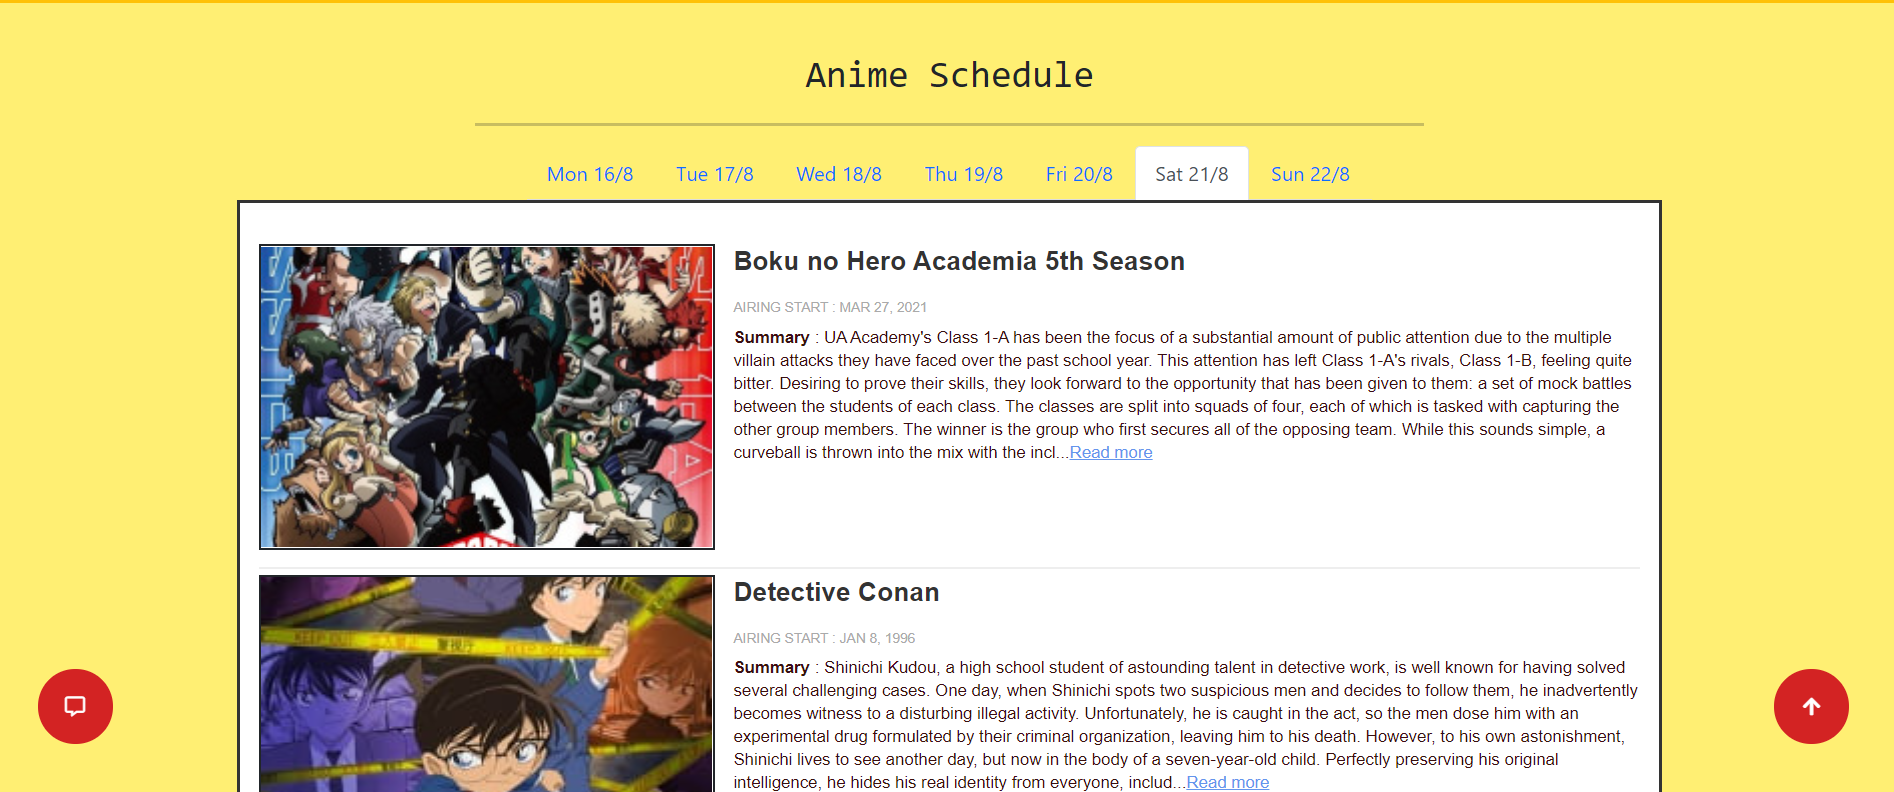 Anime Schedule
Mon 16/8 Tue 17/8 Wed 18/8 Thu 19/8 Fri 20/8 Sat 21/8 Sun 22/8
Boku no Hero Academia 5th Season
AIRING START : MAR 27, 2021
Summary : UA Academy's Class 1-A has been the focus of a substantial amount of public attention due to the multiple
villain attacks they have faced over the past school year. This attention has left Class 1-A's rivals, Class 1-B, feeling quite
bitter. Desiring to prove their skills, they look forward to the opportunity that has been given to them: a set of mock battles
between the students of each class. The classes are split into squads of four, each of which is tasked with capturing the
other group members. The winner is the group who first secures all of the opposing team. While this sounds simple, a
curveball is thrown into the mix with the incl...Read more
KEEP OUT 警視庁 KEEP OUT
Detective Conan
AIRING START : JAN 8, 1996
Summary : Shinichi Kudou, a high school student of astounding talent in detective work, is well known for having solved
several challenging cases. One day, when Shinichi spots two suspicious men and decides to follow them, he inadvertently
becomes witness to a disturbing illegal activity. Unfortunately, he is caught in the act, so the men dose him with an
experimental drug formulated by their criminal organization, leaving him to his death. However, to his own astonishment,
Shinichi lives to see another day, but now in the body of a seven-year-old child. Perfectly preserving his original
intelligence, he hides his real identity from everyone, includ...Read more